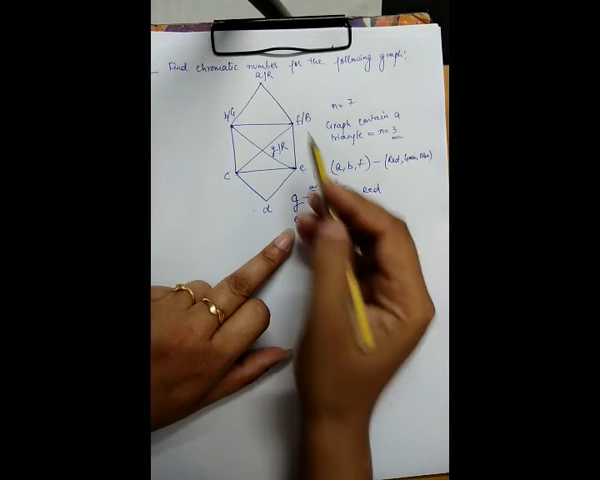 Find chromatic number for the following graph:
a|R
b|G
f|B
g|R
c
e
d
n = 7
Graph contain a
triangle = n = 3
(a, b, f) - (Red, Green, Blue)
g
Red